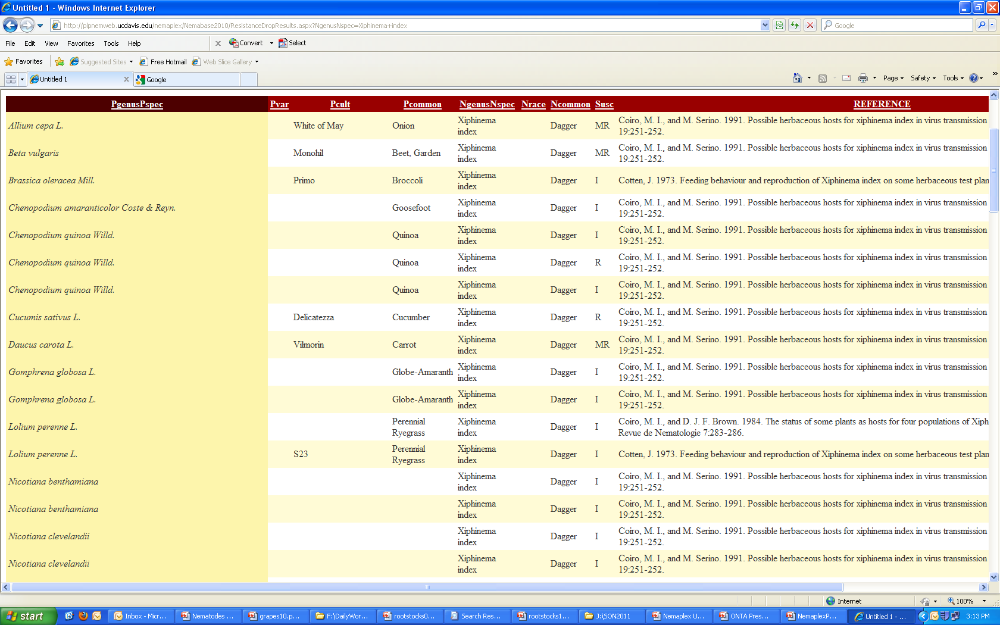 Untitled 1 - Windows Internet Explorer
http://plpnemweb.ucdavis.edu/nemaplex/Nemabase2010/ResistanceDropResults.aspx?NgenusNspec=Xiphinema+index
Google
File Edit View Favorites Tools Help
x Convert Select
Favorites Suggested Sites Free Hotmail Web Slice Gallery
Untitled 1 Google Page Safety Tools
PgenusPspec Pvar Pcult Pcommon NgenusNspec Nrace Ncommon Susc REFERENCE
Allium cepa L. White of May Onion Xiphinema index Dagger MR Coiro, M. I., and M. Serino. 1991. Possible herbaceous hosts for xiphinema index in virus transmission
19:251-252.
Beta vulgaris Monohil Beet, Garden Xiphinema index Dagger MR Coiro, M. I., and M. Serino. 1991. Possible herbaceous hosts for xiphinema index in virus transmission
19:251-252.
Brassica oleracea Mill. Primo Broccoli Xiphinema index Dagger I Cotten, J. 1973. Feeding behaviour and reproduction of Xiphinema index on some herbaceous test plan
Chenopodium amaranticolor Coste & Reyn. Goosefoot Xiphinema index Dagger I Coiro, M. I., and M. Serino. 1991. Possible herbaceous hosts for xiphinema index in virus transmission
19:251-252.
Chenopodium quinoa Willd. Quinoa Xiphinema index Dagger I Coiro, M. I., and M. Serino. 1991. Possible herbaceous hosts for xiphinema index in virus transmission
19:251-252.
Chenopodium quinoa Willd. Quinoa Xiphinema index Dagger R Coiro, M. I., and M. Serino. 1991. Possible herbaceous hosts for xiphinema index in virus transmission
19:251-252.
Chenopodium quinoa Willd. Quinoa Xiphinema index Dagger I Coiro, M. I., and M. Serino. 1991. Possible herbaceous hosts for xiphinema index in virus transmission
19:251-252.
Cucumis sativus L. Delicatezza Cucumber Xiphinema index Dagger R Coiro, M. I., and M. Serino. 1991. Possible herbaceous hosts for xiphinema index in virus transmission
19:251-252.
Daucus carota L. Vilmorin Carrot Xiphinema index Dagger MR Coiro, M. I., and M. Serino. 1991. Possible herbaceous hosts for xiphinema index in virus transmission
19:251-252.
Gomphrena globosa L. Globe-Amaranth Xiphinema index Dagger I Coiro, M. I., and M. Serino. 1991. Possible herbaceous hosts for xiphinema index in virus transmission
19:251-252.
Gomphrena globosa L. Globe-Amaranth Xiphinema index Dagger I Coiro, M. I., and M. Serino. 1991. Possible herbaceous hosts for xiphinema index in virus transmission
19:251-252.
Lolium perenne L. Perennial Ryegrass Xiphinema index Dagger I Coiro, M. I., and D. J. F. Brown. 1984. The status of some plants as hosts for four populations of Xiph
Revue de Nematologie 7:283-286.
Lolium perenne L. S23 Perennial Ryegrass Xiphinema index Dagger I Cotten, J. 1973. Feeding behaviour and reproduction of Xiphinema index on some herbaceous test plan
Nicotiana benthamiana Xiphinema index Dagger I Coiro, M. I., and M. Serino. 1991. Possible herbaceous hosts for xiphinema index in virus transmission
19:251-252.
Nicotiana benthamiana Xiphinema index Dagger I Coiro, M. I., and M. Serino. 1991. Possible herbaceous hosts for xiphinema index in virus transmission
19:251-252.
Nicotiana clevelandii Xiphinema index Dagger I Coiro, M. I., and M. Serino. 1991. Possible herbaceous hosts for xiphinema index in virus transmission
19:251-252.
Nicotiana clevelandii Xiphinema index Dagger I Coiro, M. I., and M. Serino. 1991. Possible herbaceous hosts for xiphinema index in virus transmission
19:251-252.
Internet 100%
start Inbox - Micr... Nematodes ... grapes10.p... F:\DailyWor... rootstocks0... Search Res... rootstocks1... J:\SON2011 Nemaplex U... ONTA Pres... NemaplexP... Untitled 1 - ... 3:13 PM